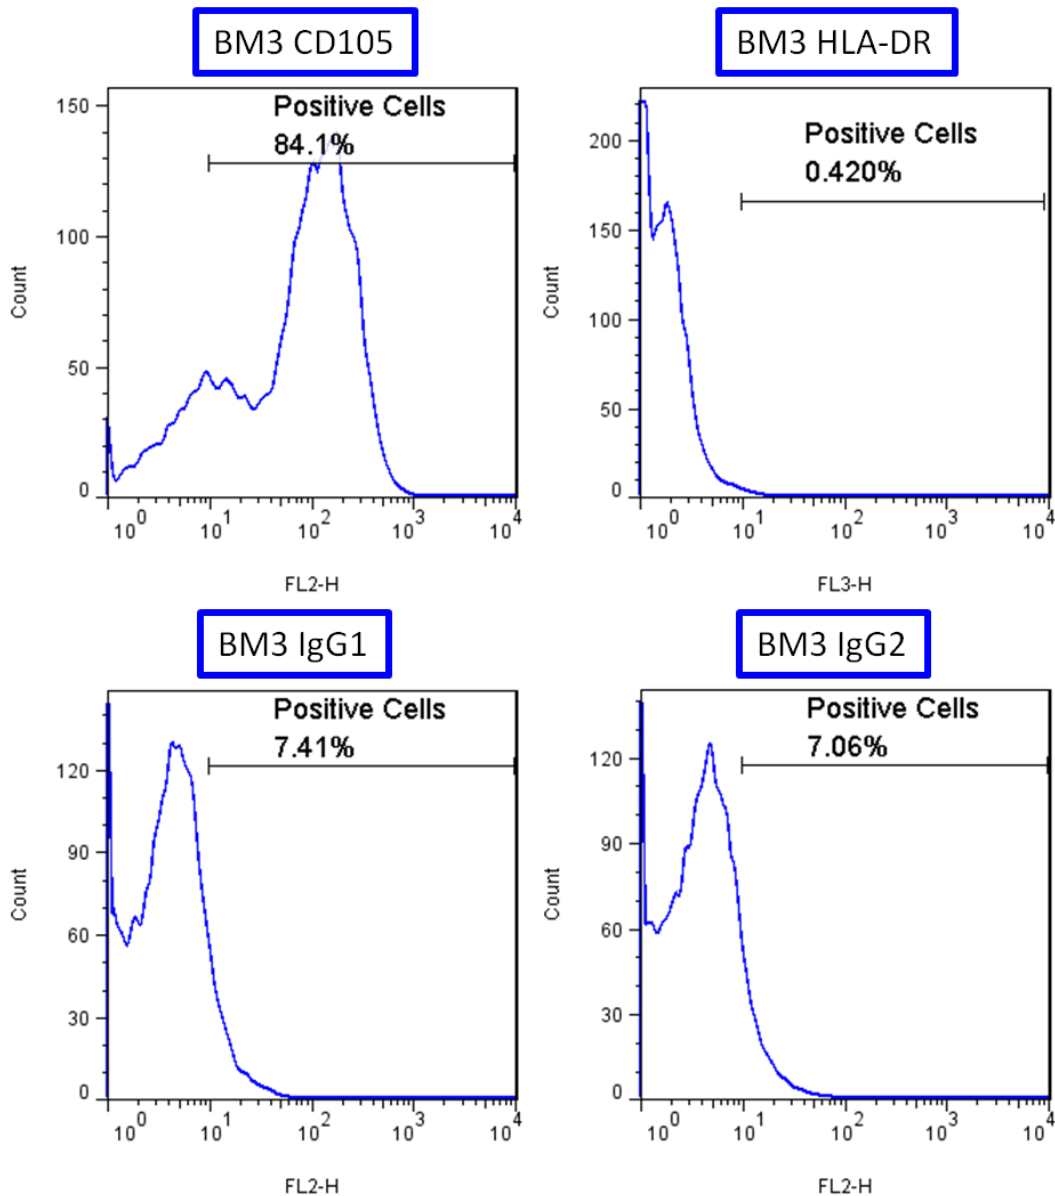 BM3 CD105
Positive Cells
84.1%
150
100
50
0
Count
10^0 10^1 10^2 10^3 10^4
FL2-H
BM3 HLA-DR
Positive Cells
0.420%
200
150
100
50
0
Count
10^0 10^1 10^2 10^3 10^4
FL3-H
BM3 IgG1
Positive Cells
7.41%
120
90
60
30
0
Count
10^0 10^1 10^2 10^3 10^4
FL2-H
BM3 IgG2
Positive Cells
7.06%
120
90
60
30
0
Count
10^0 10^1 10^2 10^3 10^4
FL2-H